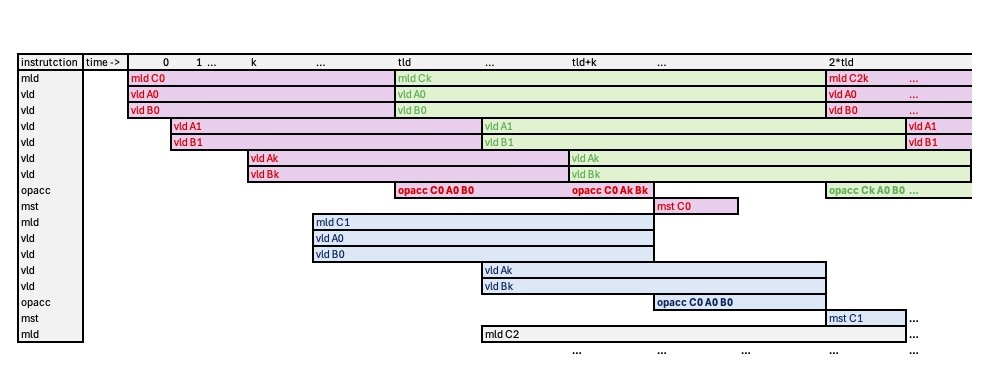 instrutction time -> 0 1 ... k ... tld ... tld+k ... 2*tld
mld mld C0 mld Ck mld C2k ...
vld vld A0 vld A0 vld A0 ...
vld vld B0 vld B0 vld B0 ...
vld vld A1 vld A1 vld A1
vld vld B1 vld B1 vld B1
vld vld Ak vld Ak
vld vld Bk vld Bk
opacc opacc C0 A0 B0 opacc C0 Ak Bk opacc Ck A0 B0 ...
mst mst C0
mld mld C1
vld vld A0
vld vld B0
vld vld Ak
vld vld Bk
opacc opacc C0 A0 B0
mst mst C1 ...
mld mld C2 ...
... ... ... ... ...